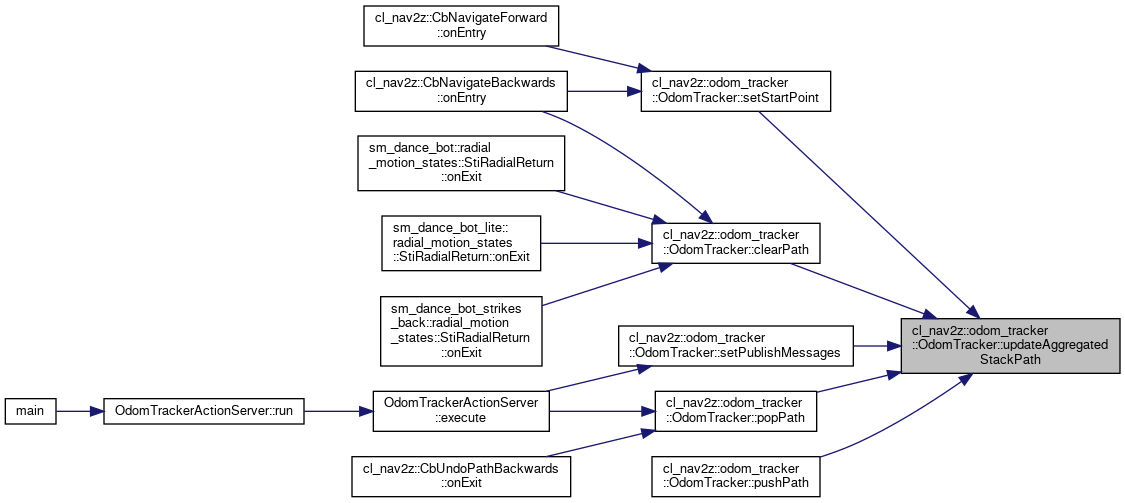 cl_nav2z::CbNavigateForward
::onEntry
cl_nav2z::CbNavigateBackwards
::onEntry
cl_nav2z::odom_tracker
::OdomTracker::setStartPoint
sm_dance_bot::radial
_motion_states::StiRadialReturn
::onExit
sm_dance_bot_lite::
radial_motion_states
::StiRadialReturn::onExit
cl_nav2z::odom_tracker
::OdomTracker::clearPath
sm_dance_bot_strikes
_back::radial_motion
_states::StiRadialReturn
::onExit
cl_nav2z::odom_tracker
::OdomTracker::setPublishMessages
cl_nav2z::odom_tracker
::OdomTracker::updateAggregated
StackPath
main
OdomTrackerActionServer::run
OdomTrackerActionServer
::execute
cl_nav2z::odom_tracker
::OdomTracker::popPath
cl_nav2z::CbUndoPathBackwards
::onExit
cl_nav2z::odom_tracker
::OdomTracker::pushPath